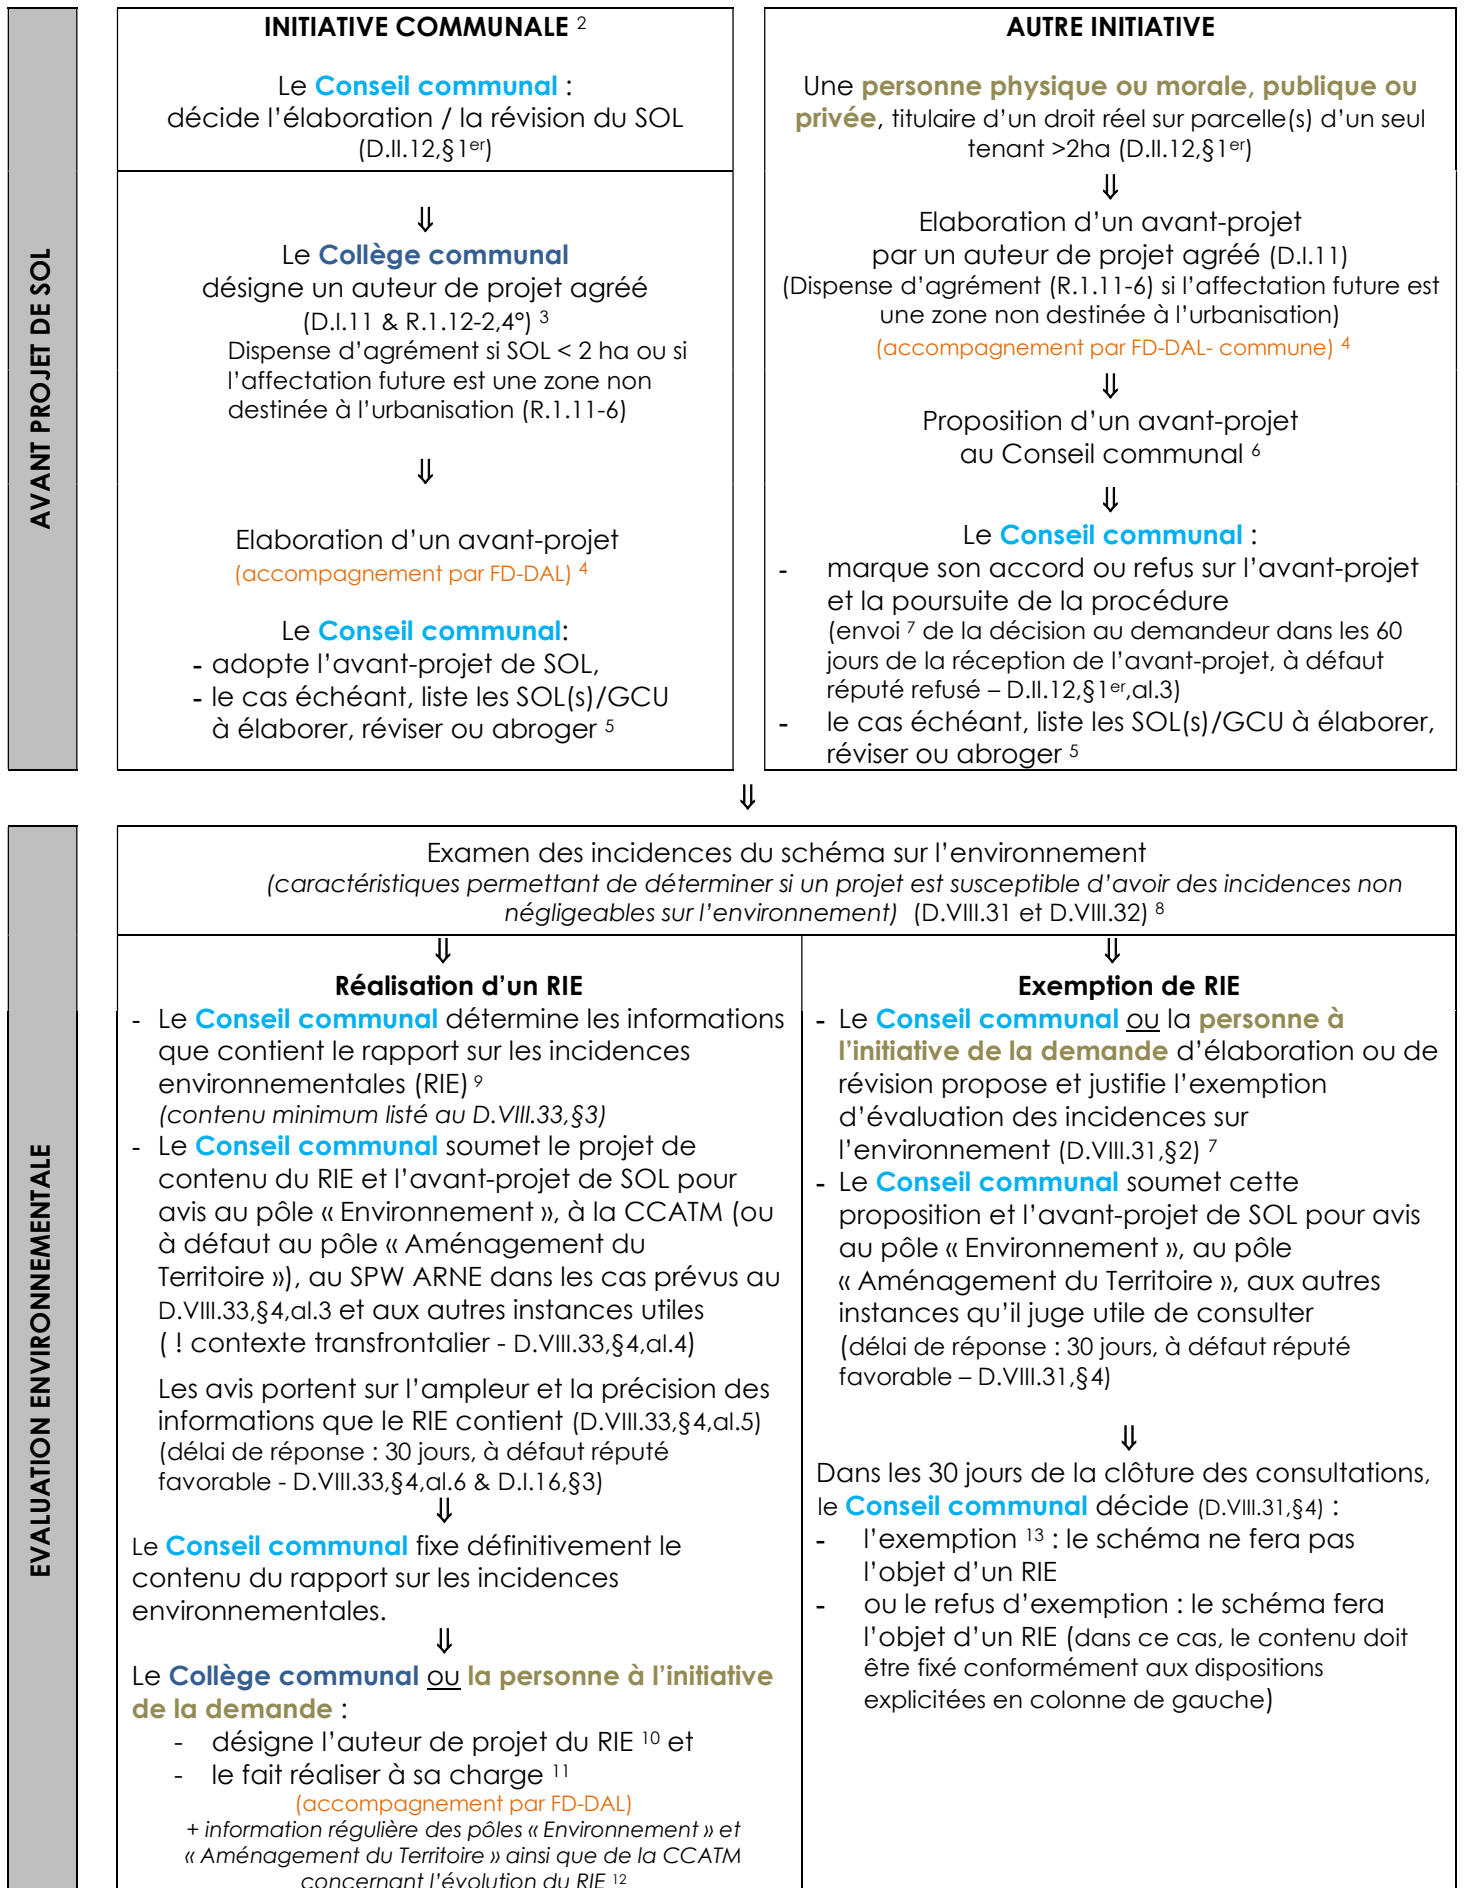 AVANT PROJET DE SOL
INITIATIVE COMMUNALE ²
Le Conseil communal :
décide l’élaboration / la révision du SOL
(D.II.12,§1er)
⇓
Le Collège communal
désigne un auteur de projet agréé
(D.I.11 & R.1.12-2,4°) ³
Dispense d’agrément si SOL < 2 ha ou si
l’affectation future est une zone non
destinée à l’urbanisation (R.1.11-6)
⇓
Elaboration d’un avant-projet
(accompagnement par FD-DAL) ⁴
Le Conseil communal:
- adopte l’avant-projet de SOL,
- le cas échéant, liste les SOL(s)/GCU
à élaborer, réviser ou abroger ⁵
AUTRE INITIATIVE
Une personne physique ou morale, publique ou
privée, titulaire d’un droit réel sur parcelle(s) d’un seul
tenant >2ha (D.II.12,§1er)
⇓
Elaboration d’un avant-projet
par un auteur de projet agréé (D.I.11)
(Dispense d’agrément (R.1.11-6) si l’affectation future est
une zone non destinée à l’urbanisation)
(accompagnement par FD-DAL- commune) ⁴
⇓
Proposition d’un avant-projet
au Conseil communal ⁶
⇓
Le Conseil communal :
- marque son accord ou refus sur l’avant-projet
et la poursuite de la procédure
(envoi ⁷ de la décision au demandeur dans les 60
jours de la réception de l’avant-projet, à défaut
réputé refusé – D.II.12,§1er,al.3)
- le cas échéant, liste les SOL(s)/GCU à élaborer,
réviser ou abroger ⁵
⇓
EVALUATION ENVIRONNEMENTALE
Examen des incidences du schéma sur l’environnement
(caractéristiques permettant de déterminer si un projet est susceptible d’avoir des incidences non
négligeables sur l’environnement) (D.VIII.31 et D.VIII.32) ⁸
⇓
Réalisation d’un RIE
- Le Conseil communal détermine les informations
que contient le rapport sur les incidences
environnementales (RIE) ⁹
(contenu minimum listé au D.VIII.33,§3)
- Le Conseil communal soumet le projet de
contenu du RIE et l’avant-projet de SOL pour
avis au pôle « Environnement », à la CCATM (ou
à défaut au pôle « Aménagement du
Territoire »), au SPW ARNE dans les cas prévus au
D.VIII.33,§4,al.3 et aux autres instances utiles
( ! contexte transfrontalier - D.VIII.33,§4,al.4)
Les avis portent sur l’ampleur et la précision des
informations que le RIE contient (D.VIII.33,§4,al.5)
(délai de réponse : 30 jours, à défaut réputé
favorable - D.VIII.33,§4,al.6 & D.I.16,§3)
⇓
Le Conseil communal fixe définitivement le
contenu du rapport sur les incidences
environnementales.
⇓
Le Collège communal ou la personne à l’initiative
de la demande :
- désigne l’auteur de projet du RIE ¹⁰ et
- le fait réaliser à sa charge ¹¹
(accompagnement par FD-DAL)
+ information régulière des pôles « Environnement » et
« Aménagement du Territoire » ainsi que de la CCATM
concernant l’évolution du RIE ¹²
⇓
Exemption de RIE
- Le Conseil communal ou la personne à
l’initiative de la demande d’élaboration ou de
révision propose et justifie l’exemption
d’évaluation des incidences sur
l’environnement (D.VIII.31,§2) ⁷
- Le Conseil communal soumet cette
proposition et l’avant-projet de SOL pour avis
au pôle « Environnement », au pôle
« Aménagement du Territoire », aux autres
instances qu’il juge utile de consulter
(délai de réponse : 30 jours, à défaut réputé
favorable – D.VIII.31,§4)
⇓
Dans les 30 jours de la clôture des consultations,
le Conseil communal décide (D.VIII.31,§4) :
- l’exemption ¹³ : le schéma ne fera pas
l’objet d’un RIE
- ou le refus d’exemption : le schéma fera
l’objet d’un RIE (dans ce cas, le contenu doit
être fixé conformément aux dispositions
explicitées en colonne de gauche)